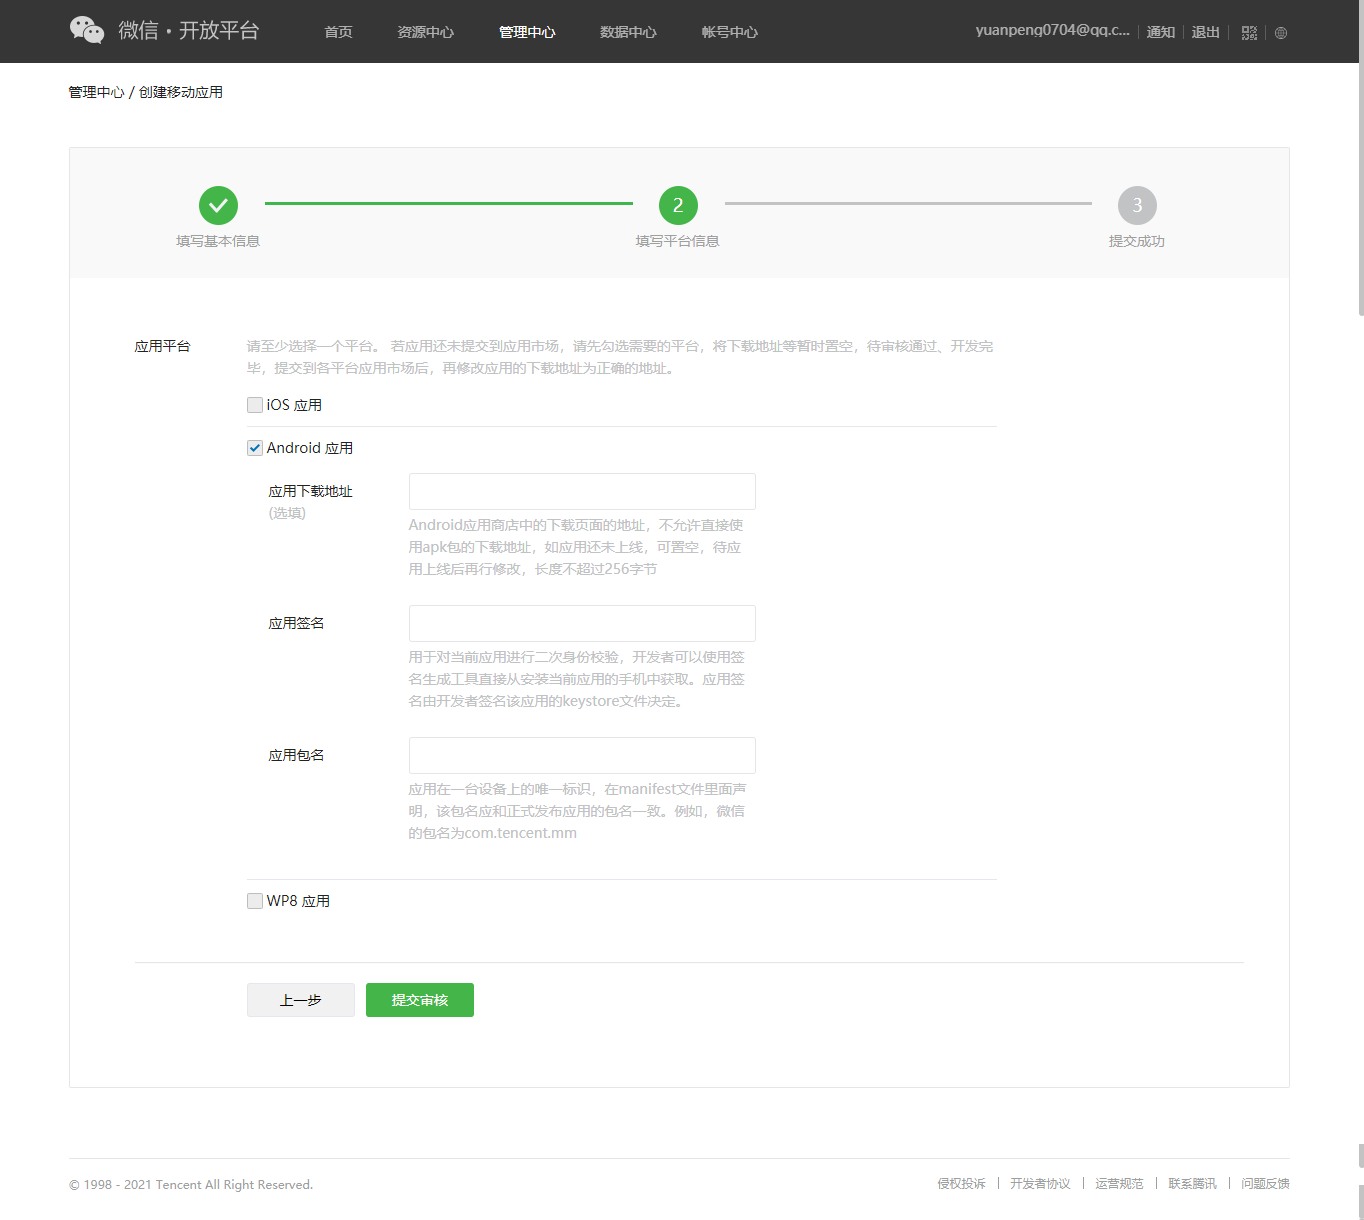 微信·开放平台 首页 资源中心 管理中心 数据中心 帐号中心 yuanpeng0704@qq.c... 通知 退出
管理中心 / 创建移动应用
2 3
填写基本信息 填写平台信息 提交成功
应用平台 请至少选择一个平台。 若应用还未提交到应用市场，请先勾选需要的平台，将下载地址等暂时置空，待审核通过、开发完
毕，提交到各平台应用市场后，再修改应用的下载地址为正确的地址。
iOS 应用
Android 应用
应用下载地址
(选填)
Android应用商店中的下载页面的地址，不允许直接使
用apk包的下载地址，如应用还未上线，可置空，待应
用上线后再行修改，长度不超过256字节
应用签名
用于对当前应用进行二次身份校验，开发者可以使用签
名生成工具直接从安装当前应用的手机中获取。应用签
名由开发者签名该应用的keystore文件决定。
应用包名
应用在一台设备上的唯一标识，在manifest文件里面声
明，该包名应和正式发布应用的包名一致。例如，微信
的包名为com.tencent.mm
WP8 应用
上一步 提交审核
© 1998 - 2021 Tencent All Right Reserved. 侵权投诉 | 开发者协议 | 运营规范 | 联系腾讯 | 问题反馈